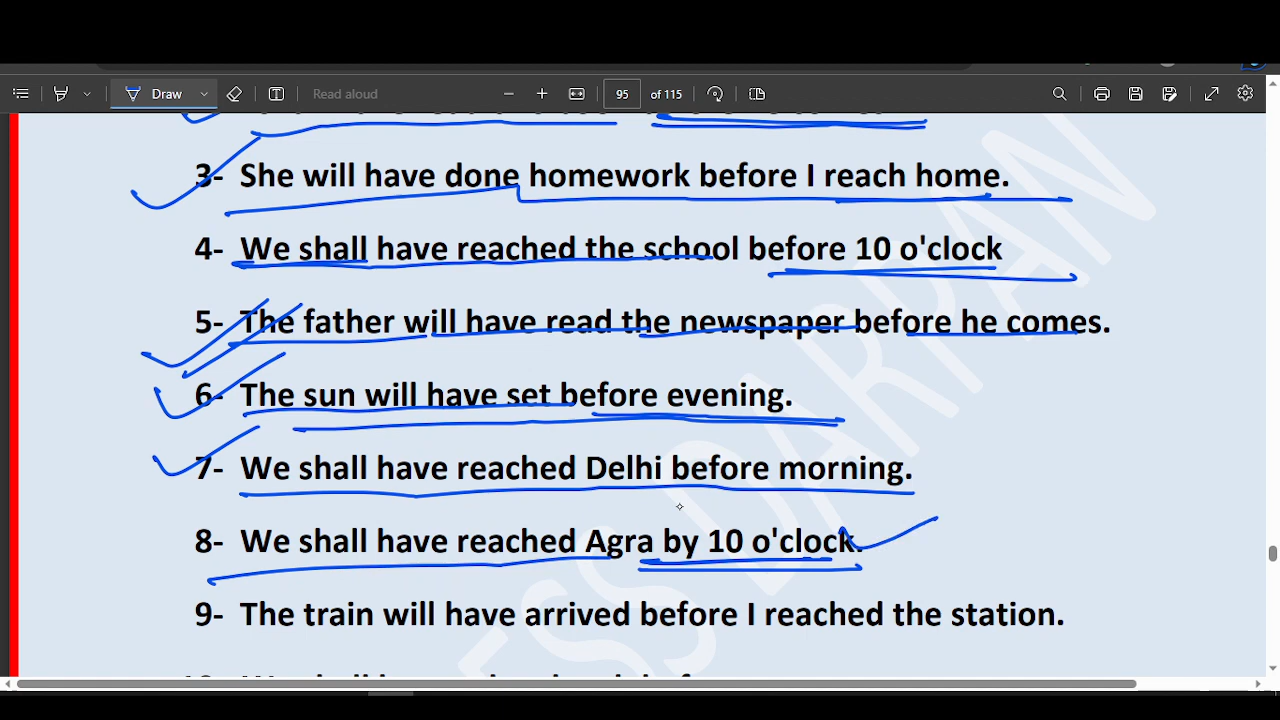 Draw
Read aloud
95 of 115
3- She will have done homework before I reach home.
4- We shall have reached the school before 10 o'clock
5- The father will have read the newspaper before he comes.
6- The sun will have set before evening.
7- We shall have reached Delhi before morning.
8- We shall have reached Agra by 10 o'clock.
9- The train will have arrived before I reached the station.